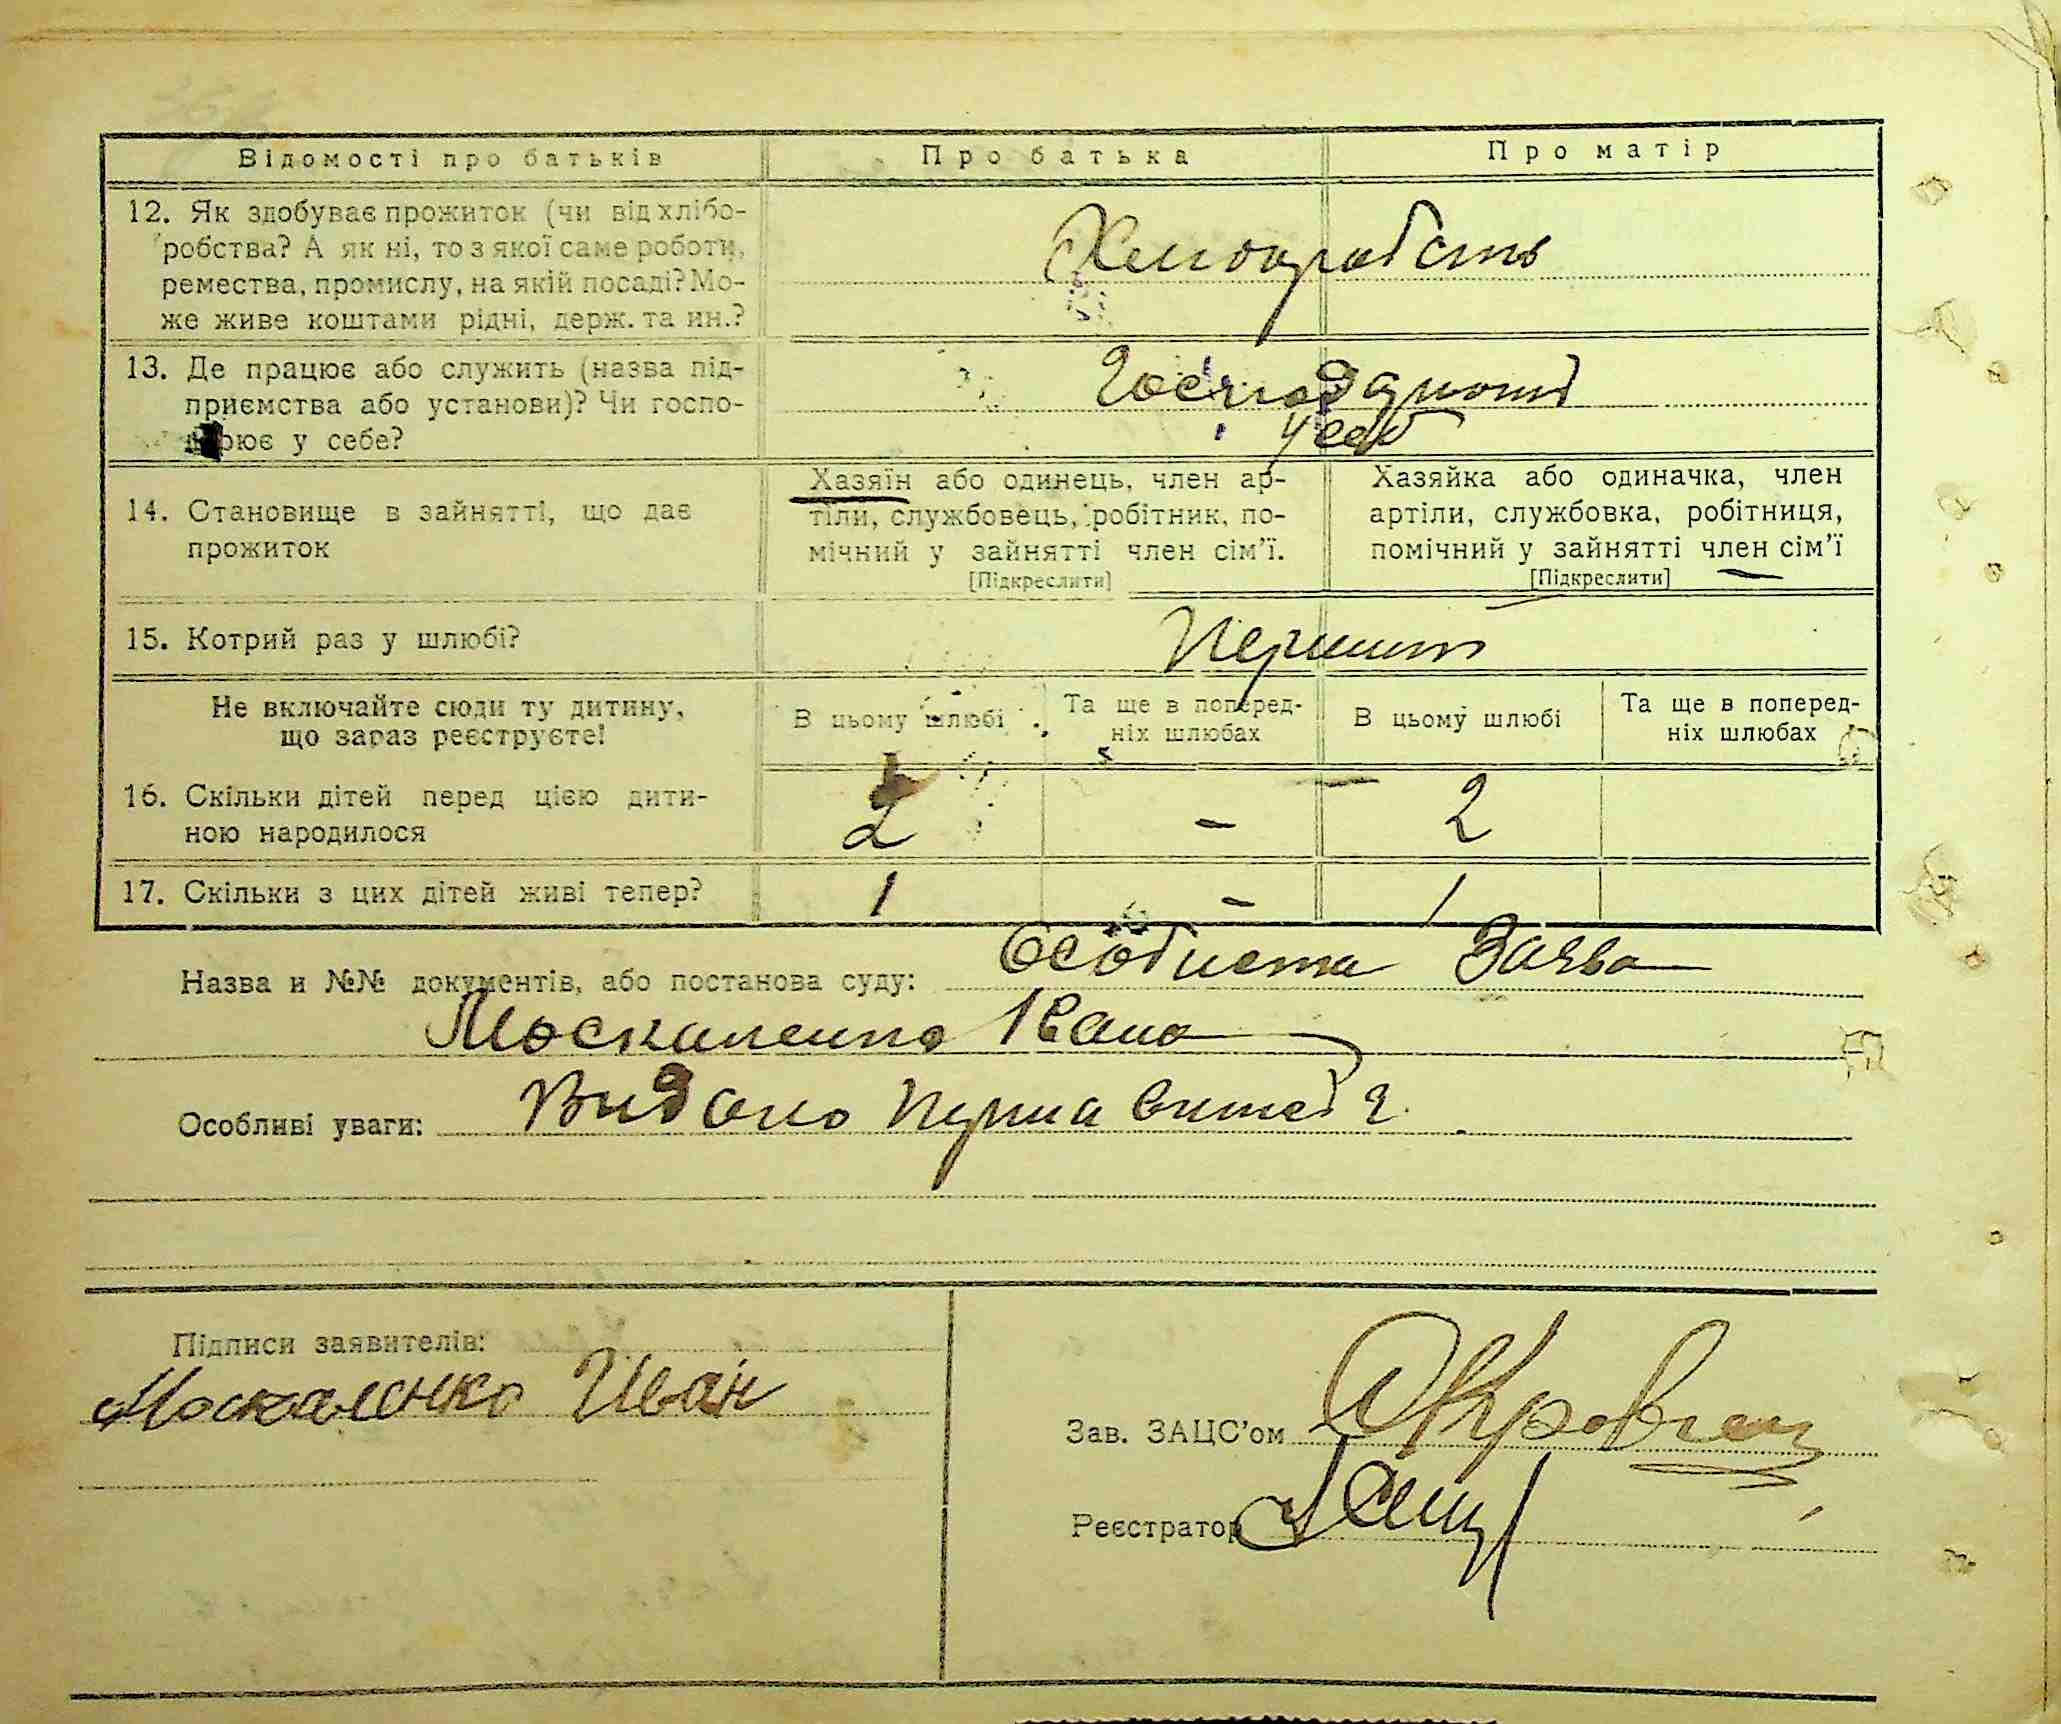 Відомості про батьків
Про батька
Про матір
12. Як здобуває прожиток (чи від хлібо-
робства? А як ні, то з якої саме роботи,
ремества, промислу, на якій посаді? Мо-
же живе коштами рідні, держ. та ин.?
13. Де працює або служить (назва під-
приємства або установи)? Чи госпо-
дарює у себе?
у себе
14. Становище в зайнятті, що дає
прожиток
Хазяїн або одинець, член ар-
тіли, службовець, робітник, по-
мічний у зайнятті член сім'ї.
[Підкреслити]
Хазяйка або одиначка, член
артіли, службовка, робітниця,
помічний у зайнятті член сім'ї
[Підкреслити]
15. Котрий раз у шлюбі?
Не включайте сюди ту дитину,
що зараз реєструєте!
В цьому шлюбі
Та ще в поперед-
ніх шлюбах
В цьому шлюбі
Та ще в поперед-
ніх шлюбах
16. Скільки дітей перед цією дити-
ною народилося
2 - 2
17. Скільки з цих дітей живі тепер?
1 - 1
Назва и №№ документів, або постанова суду: Особиста Заява
Москаленко Івана
Особливі уваги: Видано
Підписи заявителів:
Москаленко Иван
Зав. ЗАЦС'ом
Реєстратор